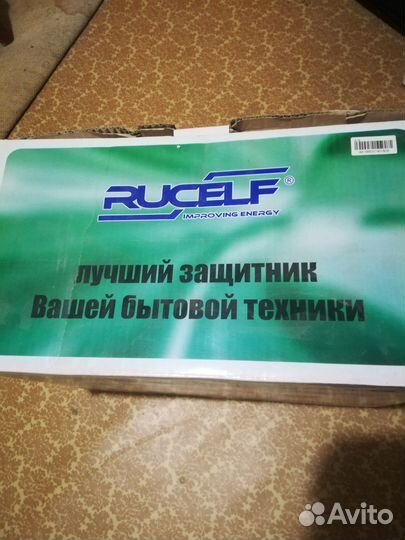 RUCELF®
IMPROVING ENERGY
лучший защитник
Вашей бытовой техники
Avito